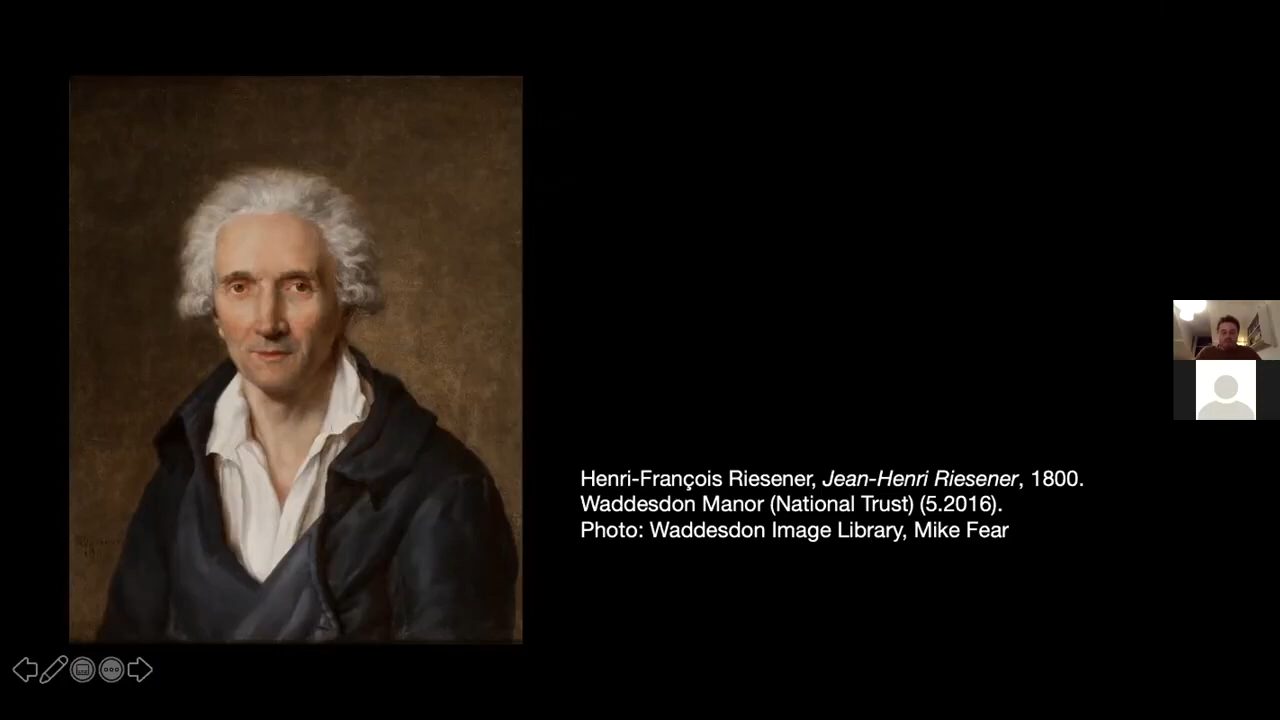 Henri-François Riesener, Jean-Henri Riesener, 1800.
Waddesdon Manor (National Trust) (5.2016).
Photo: Waddesdon Image Library, Mike Fear